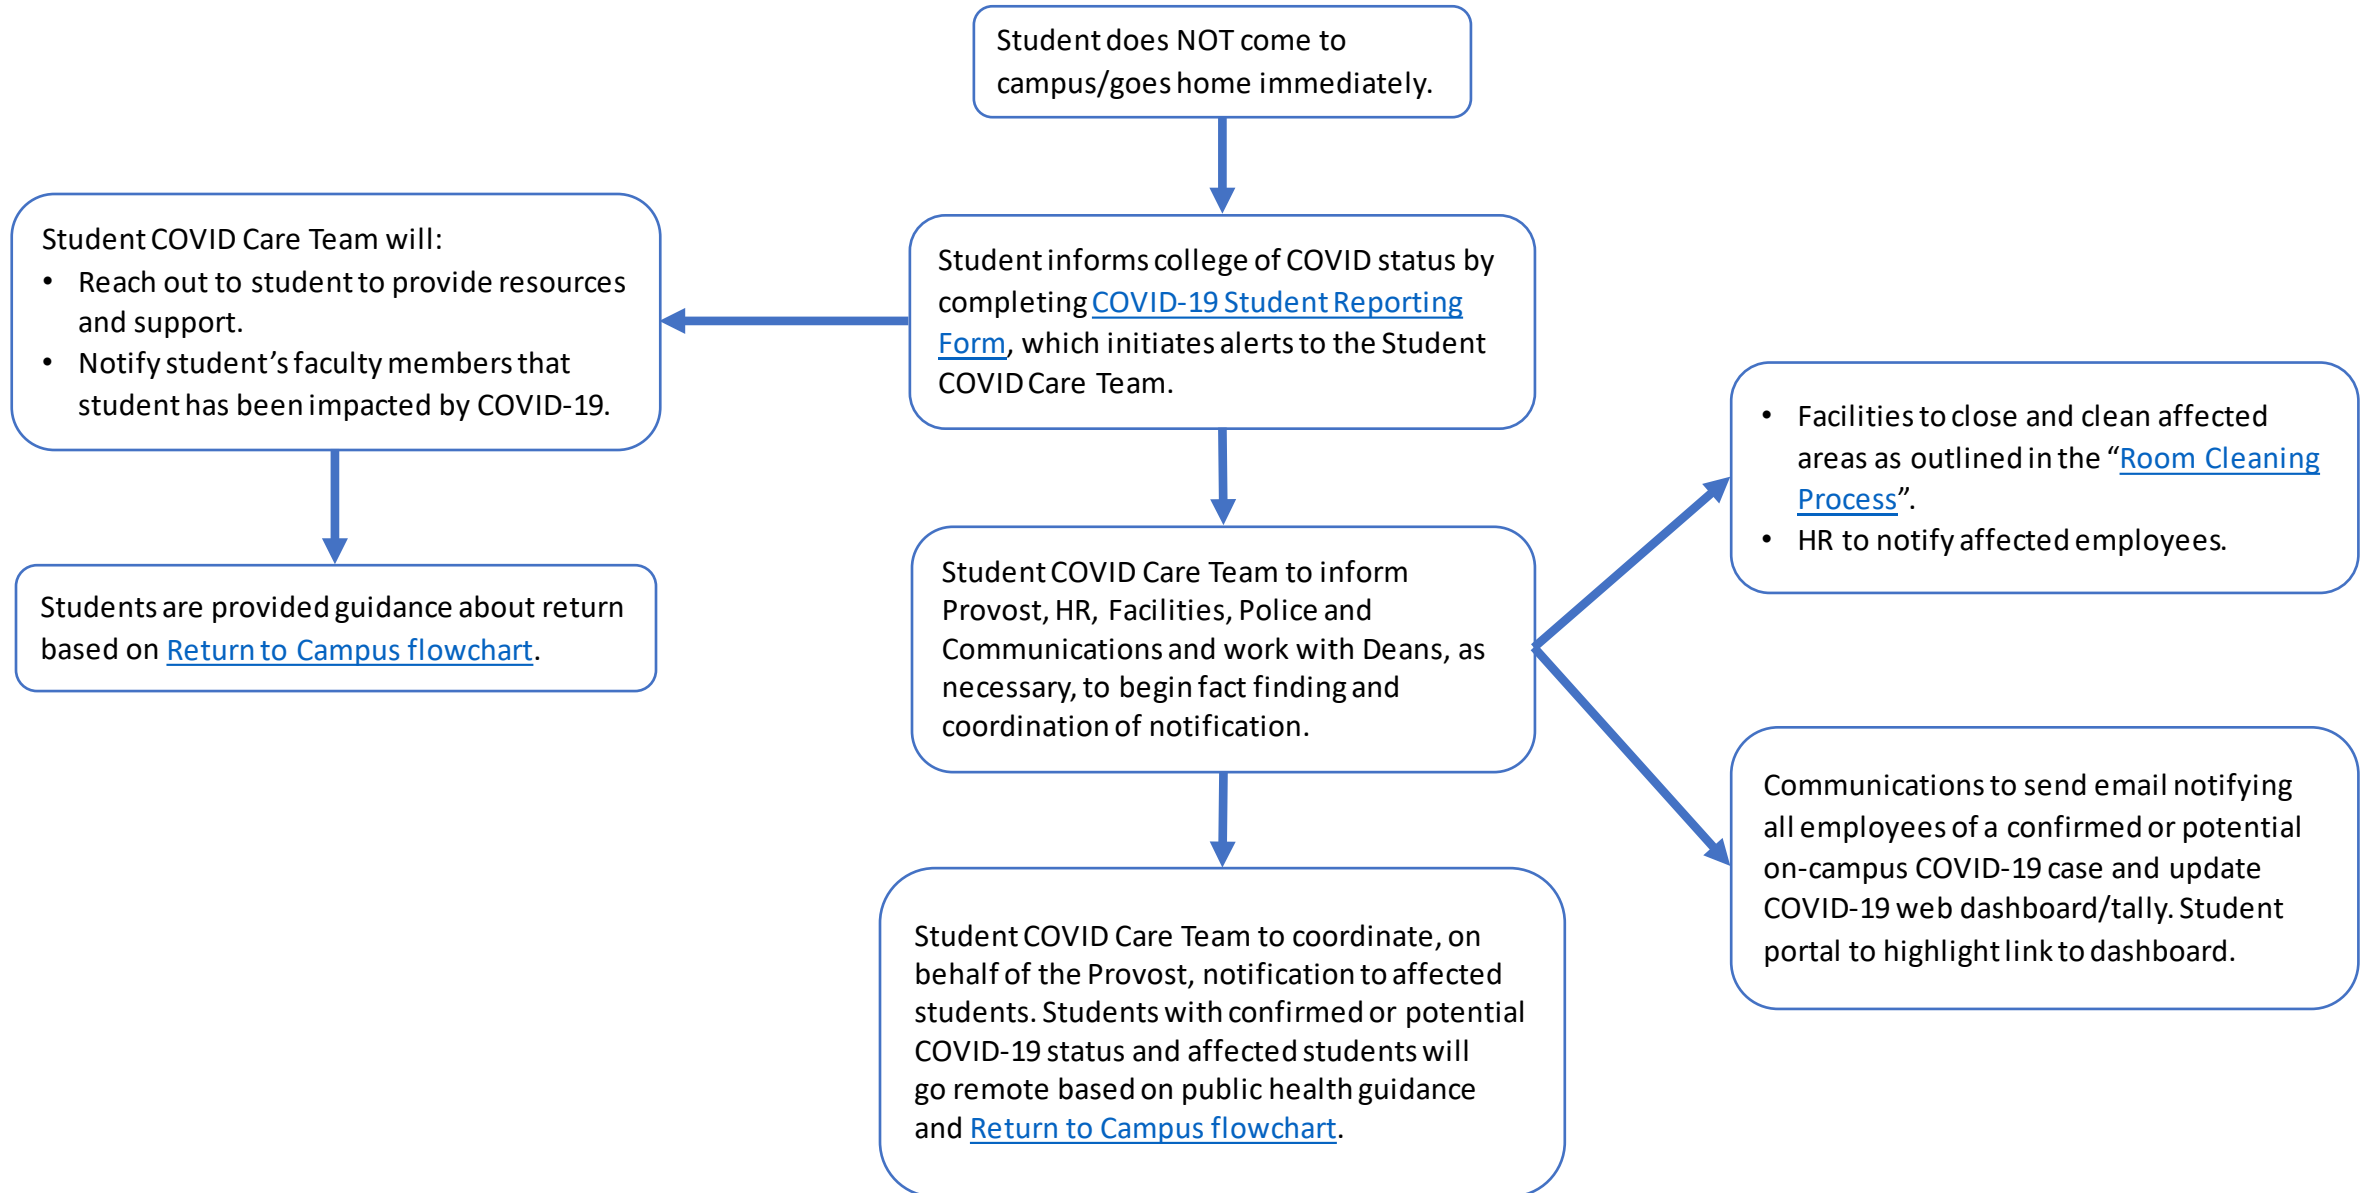 Student does NOT come to
campus/goes home immediately.
Student COVID Care Team will:
• Reach out to student to provide resources
and support.
• Notify student’s faculty members that
student has been impacted by COVID-19.
Student informs college of COVID status by
completing COVID-19 Student Reporting
Form, which initiates alerts to the Student
COVID Care Team.
• Facilities to close and clean affected
areas as outlined in the “Room Cleaning
Process”.
• HR to notify affected employees.
Students are provided guidance about return
based on Return to Campus flowchart.
Student COVID Care Team to inform
Provost, HR, Facilities, Police and
Communications and work with Deans, as
necessary, to begin fact finding and
coordination of notification.
Communications to send email notifying
all employees of a confirmed or potential
on-campus COVID-19 case and update
COVID-19 web dashboard/tally. Student
portal to highlight link to dashboard.
Student COVID Care Team to coordinate, on
behalf of the Provost, notification to affected
students. Students with confirmed or potential
COVID-19 status and affected students will
go remote based on public health guidance
and Return to Campus flowchart.